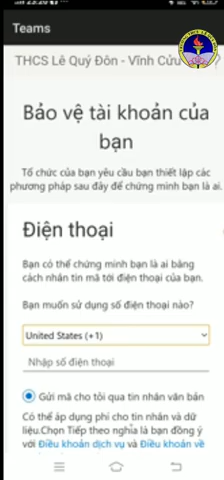 Teams
THCS Lê Quý Đôn - Vĩnh Cửu
?
Bảo vệ tài khoản của
bạn
Tổ chức của bạn yêu cầu bạn thiết lập các
phương pháp sau đây để chứng minh bạn là ai.
Điện thoại
Bạn có thể chứng minh bạn là ai bằng
cách nhắn tin mã tới điện thoại của bạn.
Bạn muốn sử dụng số điện thoại nào?
United States (+1)
Nhập số điện thoại
Gửi mã cho tôi qua tin nhắn văn bản
Có thể áp dụng phí cho tin nhắn và dữ
liệu.Chọn Tiếp theo nghĩa là bạn đồng ý
với Điều khoản dịch vụ và Điều khoản về